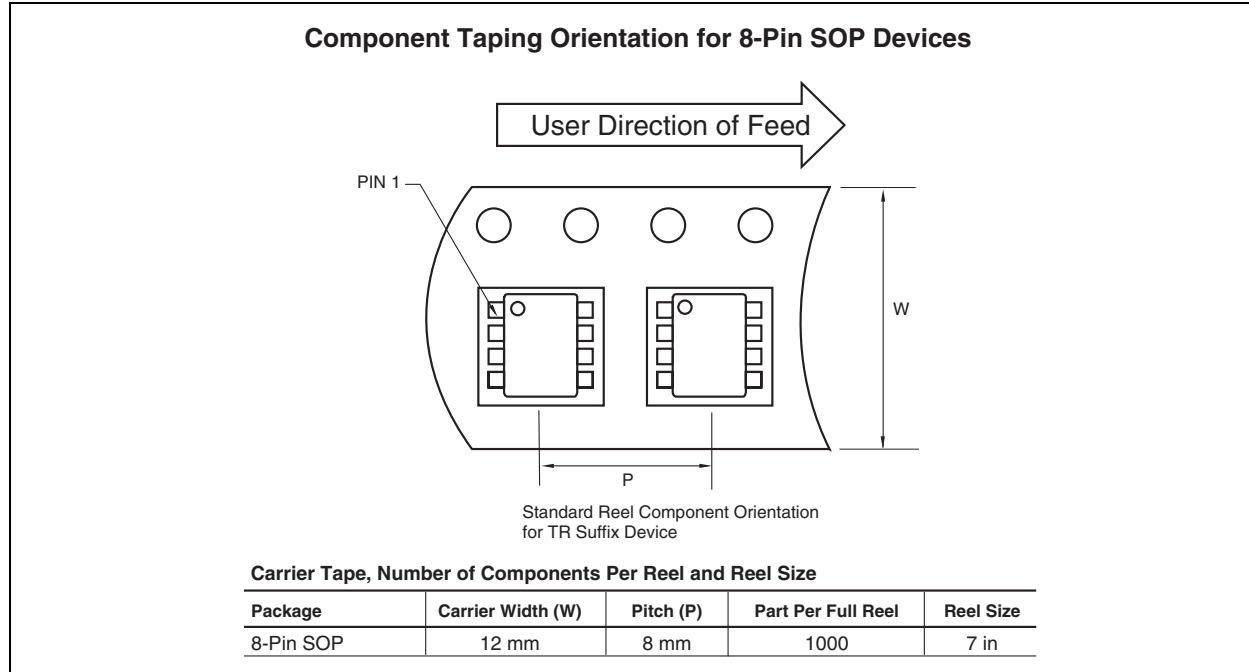 Component Taping Orientation for 8-Pin SOP Devices
User Direction of Feed
PIN 1
W
P
Standard Reel Component Orientation
for TR Suffix Device
Carrier Tape, Number of Components Per Reel and Reel Size
Package Carrier Width (W) Pitch (P) Part Per Full Reel Reel Size
8-Pin SOP 12 mm 8 mm 1000 7 in